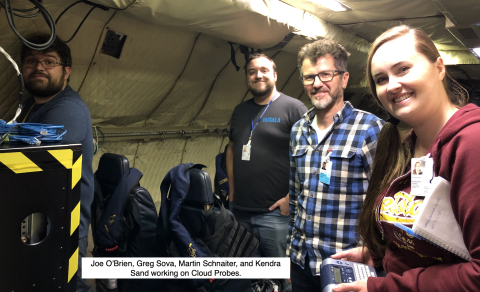 Joe O'Brien, Greg Sova, Martin Schnaiter, and Kendra
Sand working on Cloud Probes.